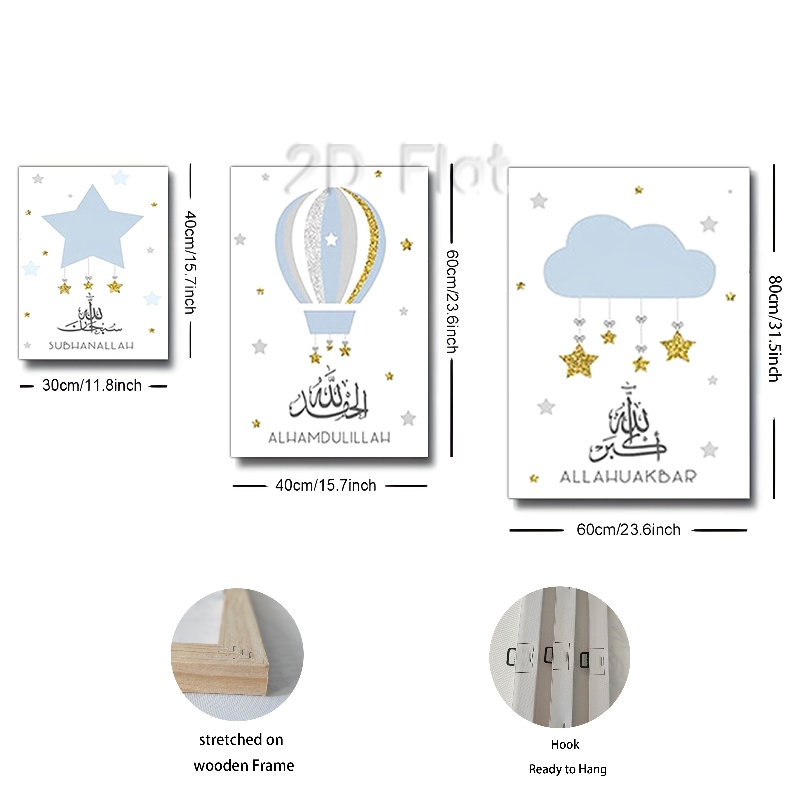 2D Flat
40cm/15.7inch
سبحان الله
SUBHANALLAH
30cm/11.8inch
60cm/23.6inch
الحمد لله
ALHAMDULILLAH
40cm/15.7inch
80cm/31.5inch
الله أكبر
ALLAHUAKBAR
60cm/23.6inch
stretched on
wooden Frame
Hook
Ready to Hang